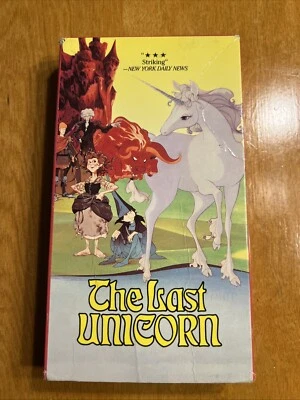 "★★★
Striking"
—NEW YORK DAILY NEWS
The Last
UNICORN